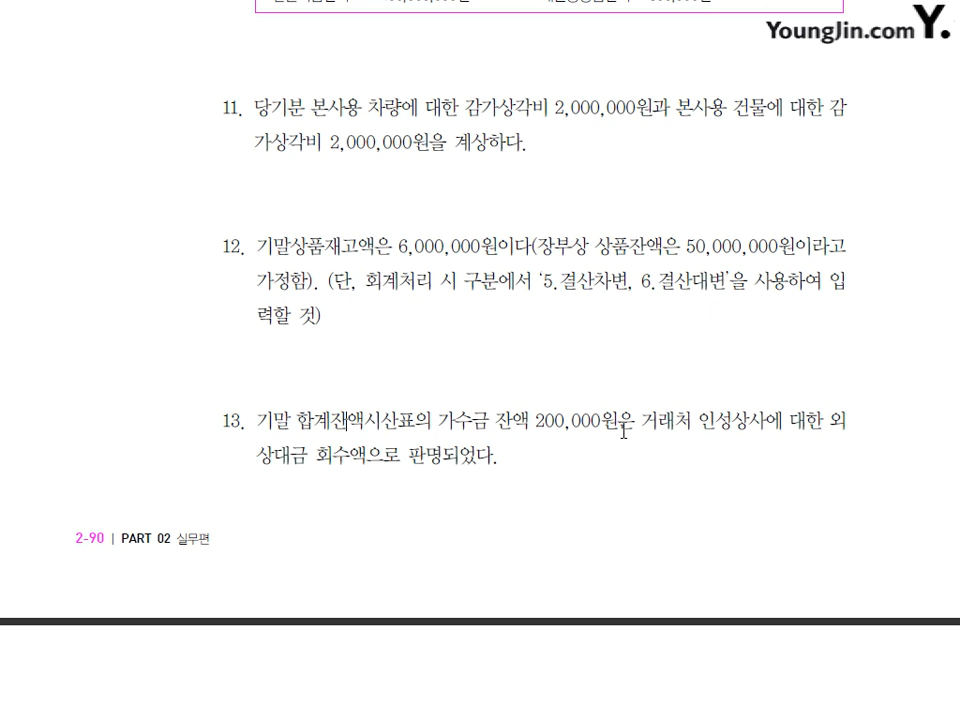 YoungJin.com Y.
11. 당기분 본사용 차량에 대한 감가상각비 2,000,000원과 본사용 건물에 대한 감
가상각비 2,000,000원을 계상하다.
12. 기말상품재고액은 6,000,000원이다(장부상 상품잔액은 50,000,000원이라고
가정함). (단, 회계처리 시 구분에서 ‘5.결산차변, 6.결산대변’을 사용하여 입
력할 것)
13. 기말 합계잔액시산표의 가수금 잔액 200,000원은 거래처 인성상사에 대한 외
상대금 회수액으로 판명되었다.
2-90 | PART 02 실무편